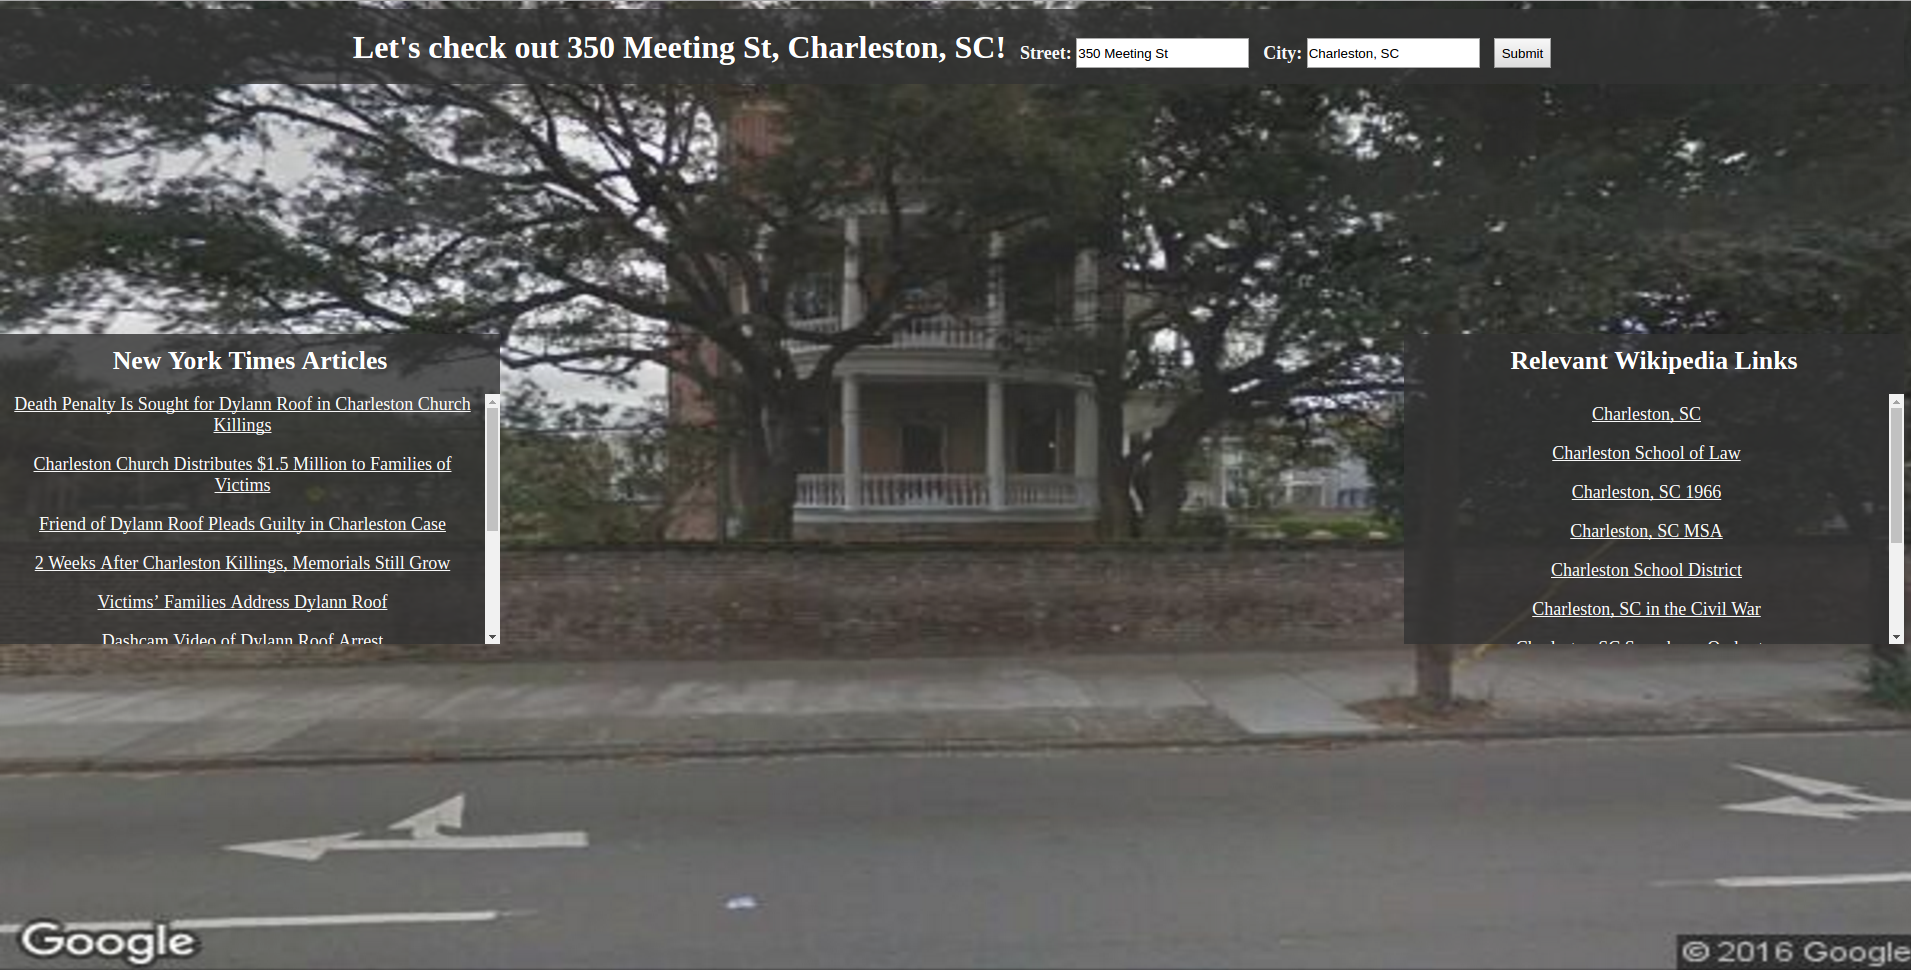 Let's check out 350 Meeting St, Charleston, SC! Street: 350 Meeting St City: Charleston, SC Submit
New York Times Articles
Death Penalty Is Sought for Dylann Roof in Charleston Church
Killings
Charleston Church Distributes $1.5 Million to Families of
Victims
Friend of Dylann Roof Pleads Guilty in Charleston Case
2 Weeks After Charleston Killings, Memorials Still Grow
Victims’ Families Address Dylann Roof
Dashcam Video of Dylann Roof Arrest
Relevant Wikipedia Links
Charleston, SC
Charleston School of Law
Charleston, SC 1966
Charleston, SC MSA
Charleston School District
Charleston, SC in the Civil War
Google
© 2016 Google